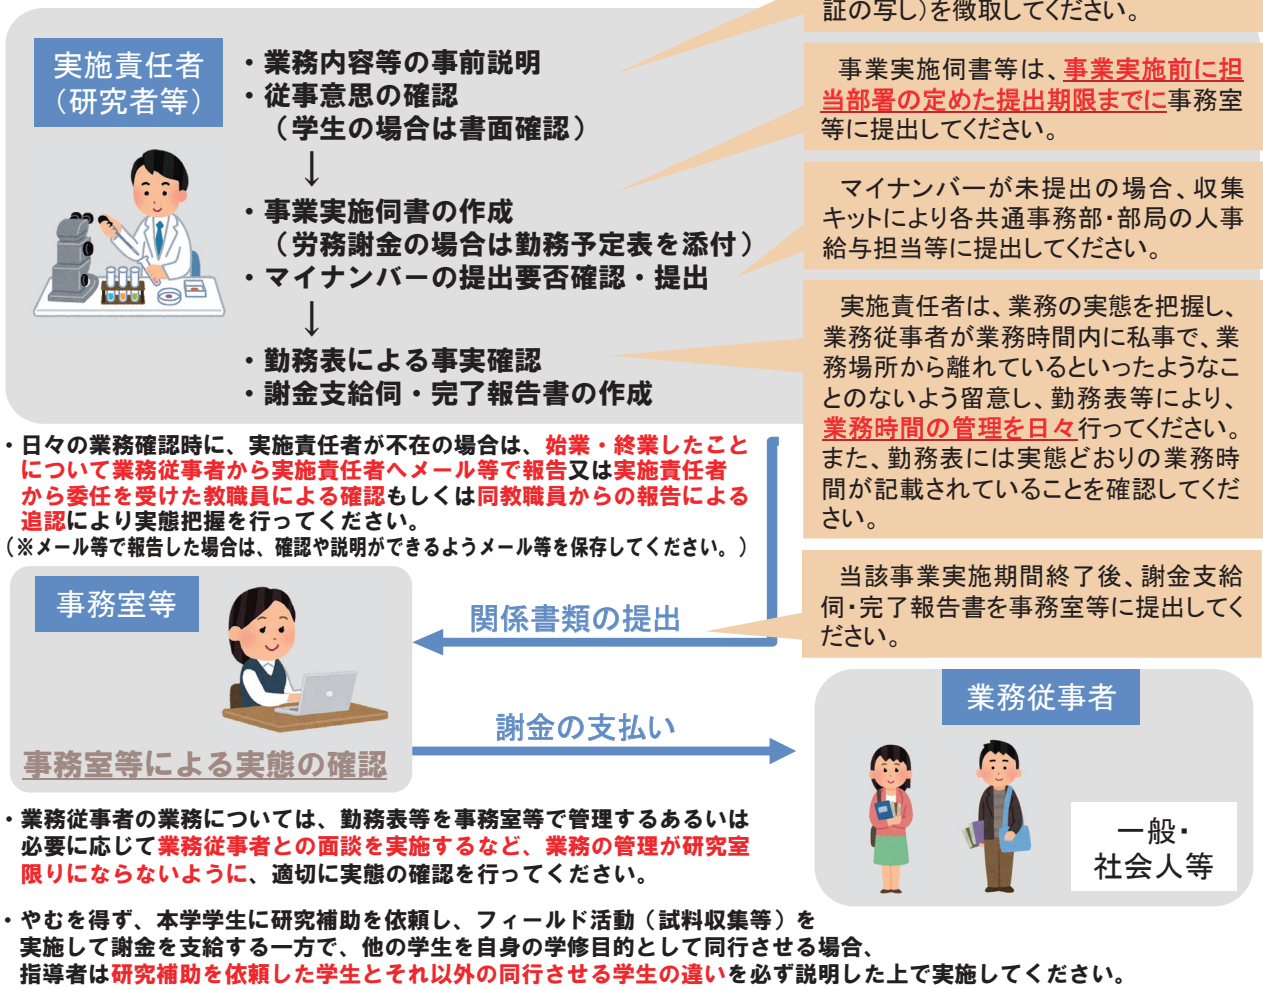 証の写し）を徴取してください。
実施責任者
（研究者等）
・業務内容等の事前説明
・従事意思の確認
（学生の場合は書面確認）
↓
・事業実施伺書の作成
（労務謝金の場合は勤務予定表を添付）
・マイナンバーの提出要否確認・提出
↓
・勤務表による事実確認
・謝金支給伺・完了報告書の作成
事業実施伺書等は、事業実施前に担
当部署の定めた提出期限までに事務室
等に提出してください。
マイナンバーが未提出の場合、収集
キットにより各共通事務部・部局の人事
給与担当等に提出してください。
実施責任者は、業務の実態を把握し、
業務従事者が業務時間内に私事で、業
務場所から離れているといったようなこ
とのないよう留意し、勤務表等により、
業務時間の管理を日々行ってください。
また、勤務表には実態どおりの業務時
間が記載されていることを確認してくだ
さい。
・日々の業務確認時に、実施責任者が不在の場合は、始業・終業したこと
について業務従事者から実施責任者へメール等で報告又は実施責任者
から委任を受けた教職員による確認もしくは同教職員からの報告による
追認により実態把握を行ってください。
（※メール等で報告した場合は、確認や説明ができるようメール等を保存してください。）
当該事業実施期間終了後、謝金支給
伺・完了報告書を事務室等に提出してく
ださい。
事務室等
関係書類の提出
謝金の支払い
事務室等による実態の確認
業務従事者
一般・
社会人等
・業務従事者の業務については、勤務表等を事務室等で管理するあるいは
必要に応じて業務従事者との面談を実施するなど、業務の管理が研究室
限りにならないように、適切に実態の確認を行ってください。
・やむを得ず、本学学生に研究補助を依頼し、フィールド活動（試料収集等）を
実施して謝金を支給する一方で、他の学生を自身の学修目的として同行させる場合、
指導者は研究補助を依頼した学生とそれ以外の同行させる学生の違いを必ず説明した上で実施してください。